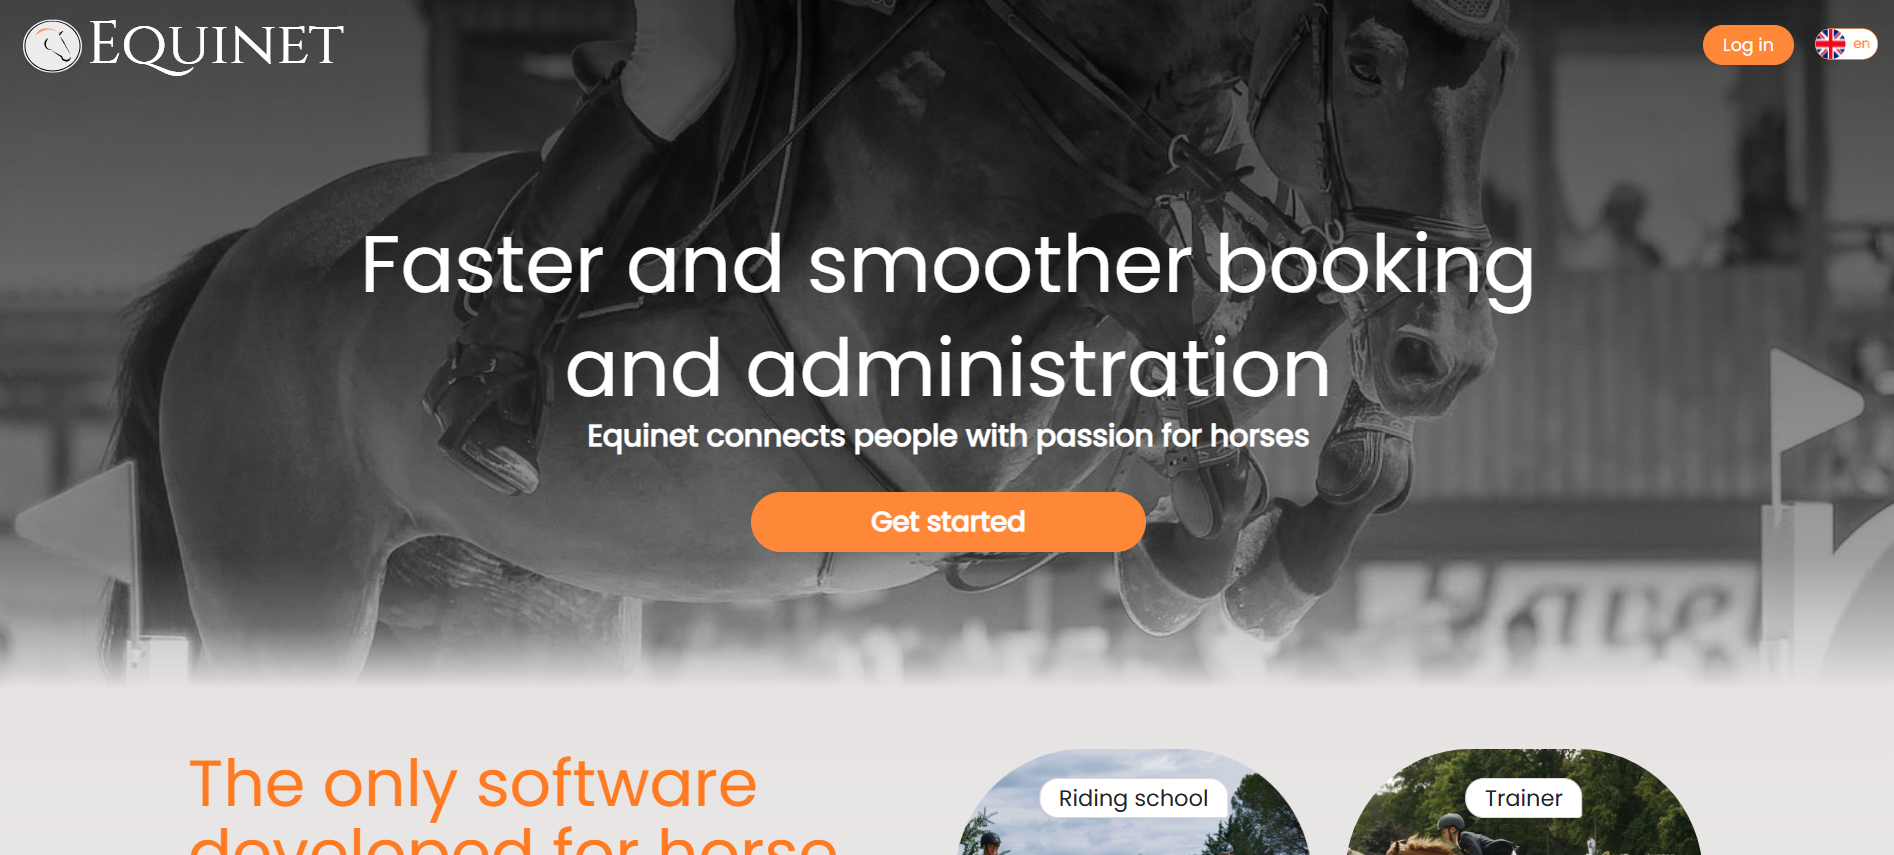 EQUINET
Log in
en
Faster and smoother booking
and administration
Equinet connects people with passion for horses
Get started
The only software
developed for horse
Riding school
Trainer